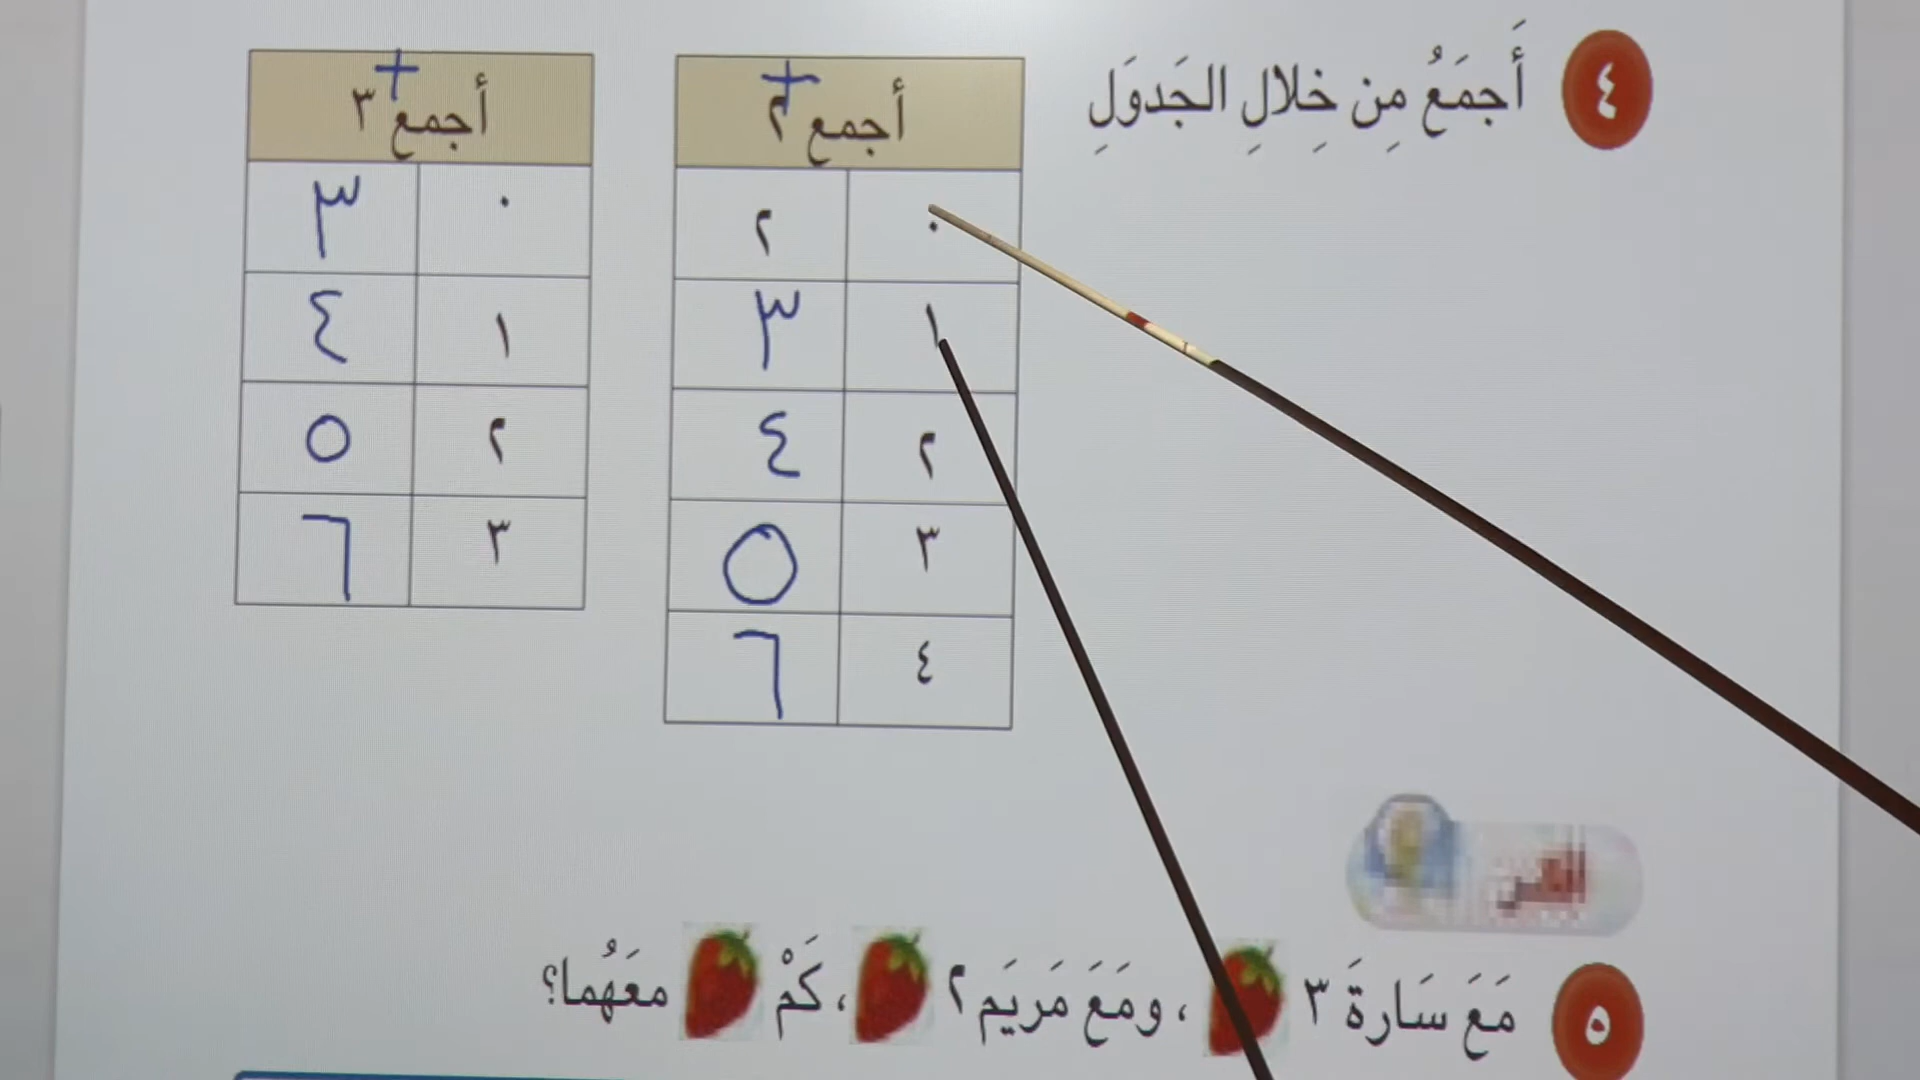 ٤ أَجمَعُ مِن خِلالِ الجَدوَلِ
+
أجمع ٢
٠ ٢
١ ٣
٢ ٤
٣ ٥
٤ ٦
+
أجمع ٣
٠ ٣
١ ٤
٢ ٥
٣ ٦
٥ مَعَ سَارةَ ٣ ، ومَعَ مَريَم ٢ ، كَمْ معَهُما؟